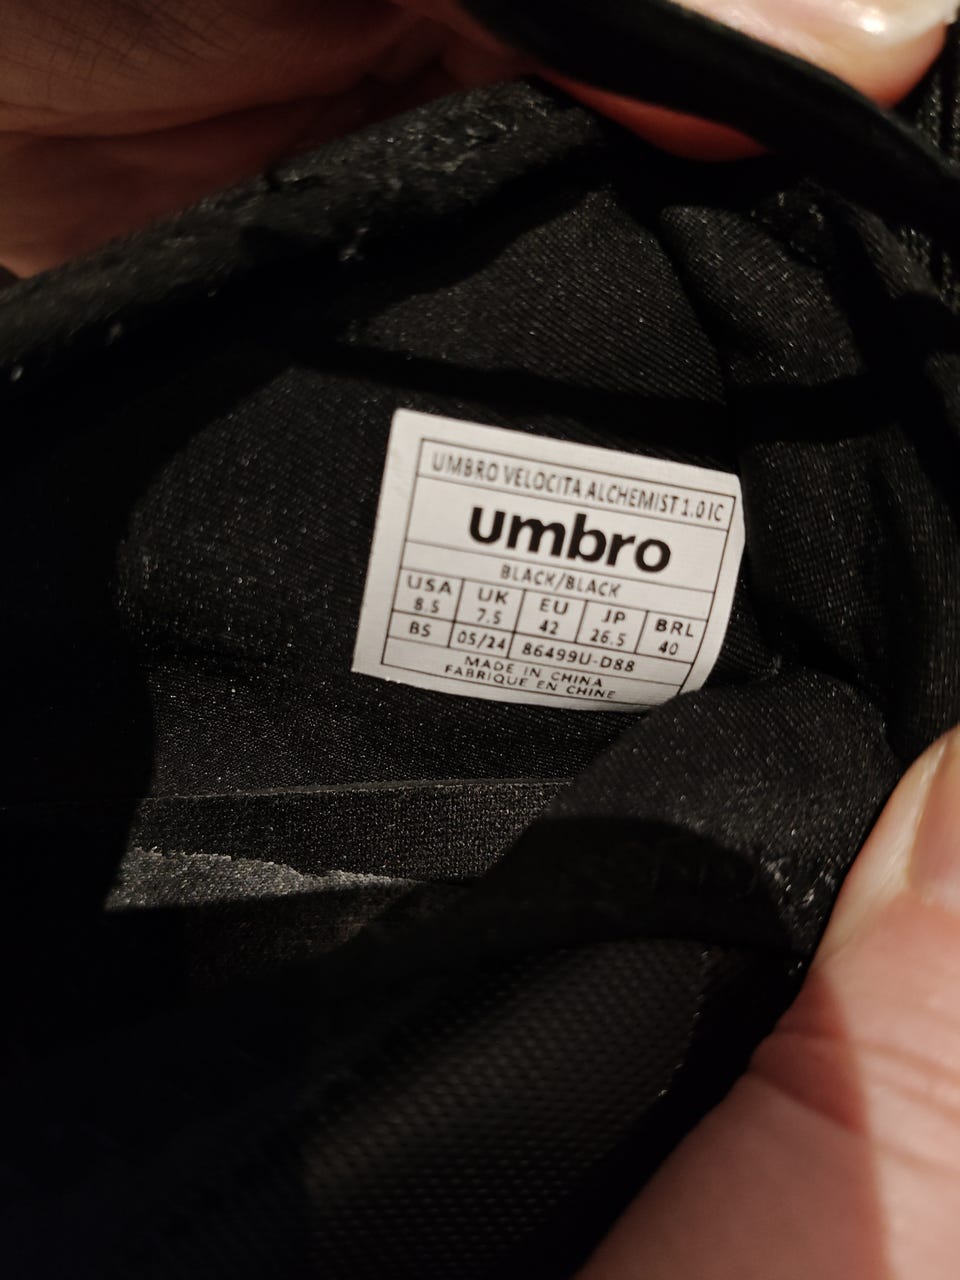 UMBRO VELOCITA ALCHEMIST 1.0 IC
umbro
BLACK/BLACK
USA UK EU JP BRL
8.5 7.5 42 26.5 40
BS 05/24 86499U-D88
MADE IN CHINA
FABRIQUE EN CHINE